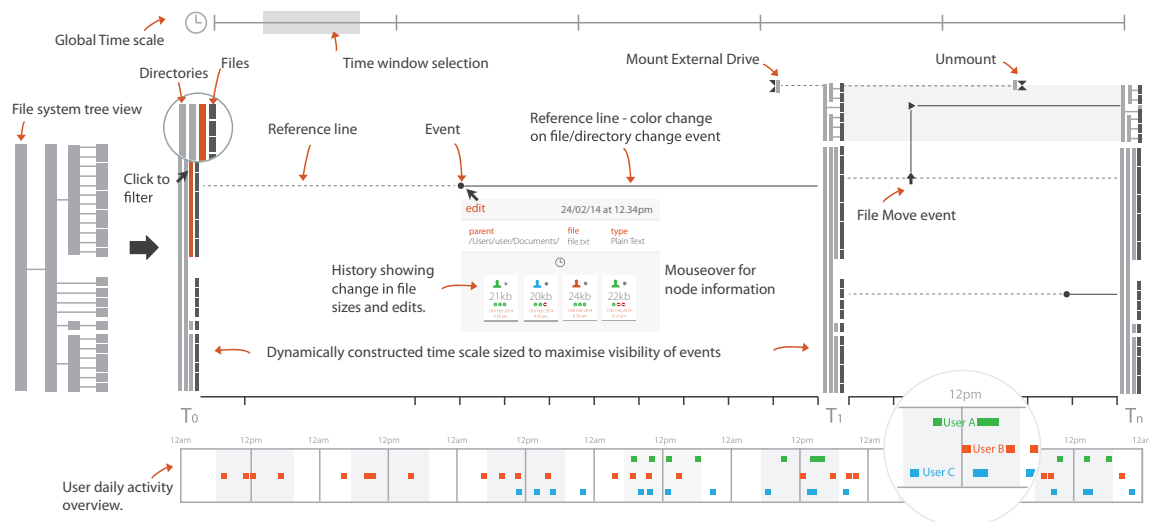 Global Time scale
Time window selection
Mount External Drive
Unmount
Directories
Files
File system tree view
Reference line
Event
Reference line - color change
on file/directory change event
Click to
filter
File Move event
edit
24/02/14 at 12.34pm
parent
file
type
/Users/user/Documents/
file.txt
Plain Text
History showing
change in file
sizes and edits.
21kb
20kb
24kb
22kb
Mouseover for
node information
Dynamically constructed time scale sized to maximise visibility of events
T0
T1
Tn
12pm
User A
User B
User C
12am
12pm
12am
12pm
12am
12pm
12am
12pm
12am
12pm
12am
12pm
12am
User daily activity
overview.